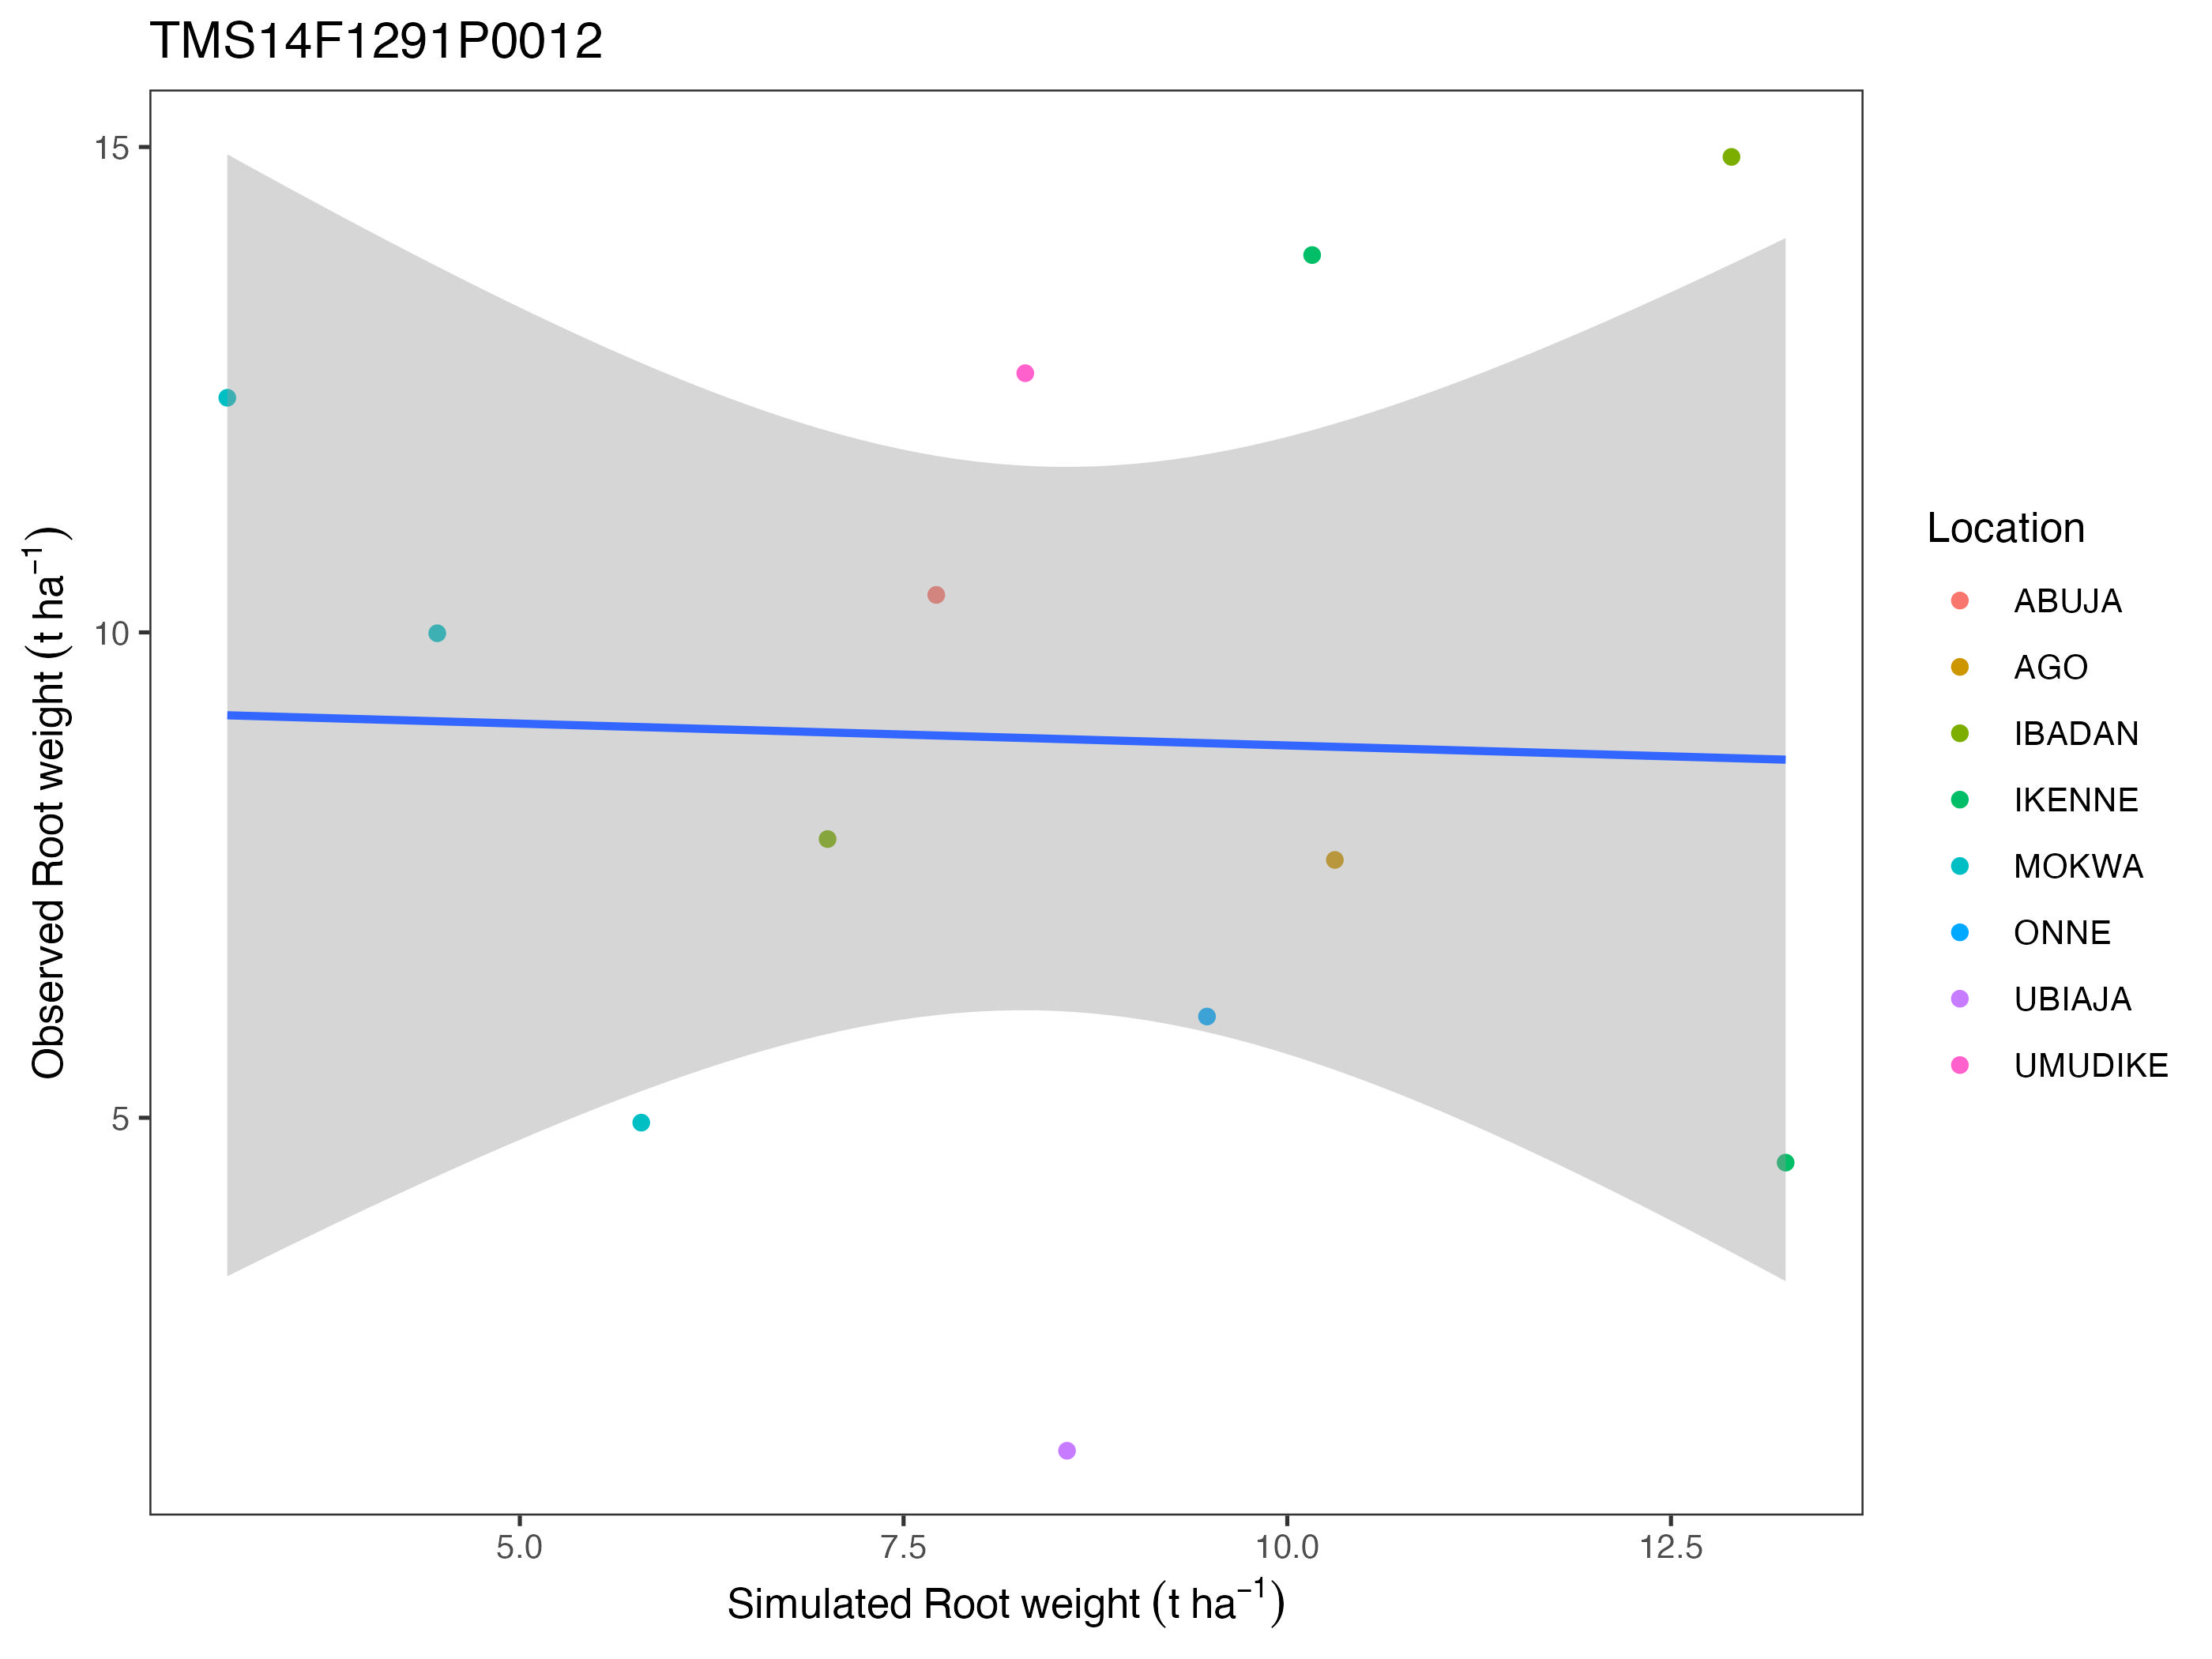 TMS14F1291P0012
15
10
5
Observed Root weight (t ha⁻¹)
5.0 7.5 10.0 12.5
Simulated Root weight (t ha⁻¹)
Location
ABUJA
AGO
IBADAN
IKENNE
MOKWA
ONNE
UBIAJA
UMUDIKE